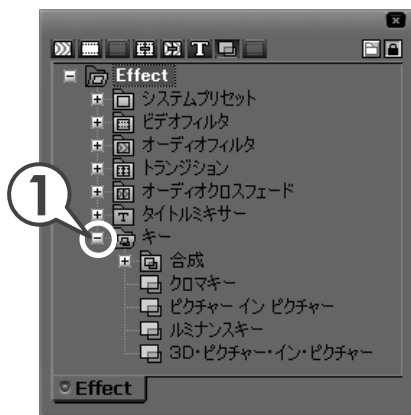 Effect
システムプリセット
ビデオフィルタ
オーディオフィルタ
トランジション
オーディオクロスフェード
タイトルミキサー
1
キー
合成
クロマキー
ピクチャー イン ピクチャー
ルミナンスキー
3D・ピクチャー・イン・ピクチャー
Effect